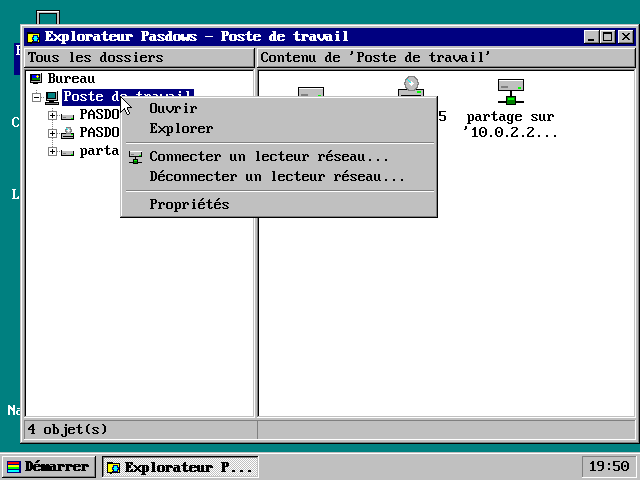 Explorateur Pasdows - Poste de travail
Tous les dossiers
Contenu de 'Poste de travail'
Bureau
Poste de travail
PASDO
PASDO
parta
Ouvrir
Explorer
Connecter un lecteur réseau...
Déconnecter un lecteur réseau...
Propriétés
5
partage sur
'10.0.2.2...
C
L
Na
4 objet(s)
Démarrer
Explorateur P...
19:50